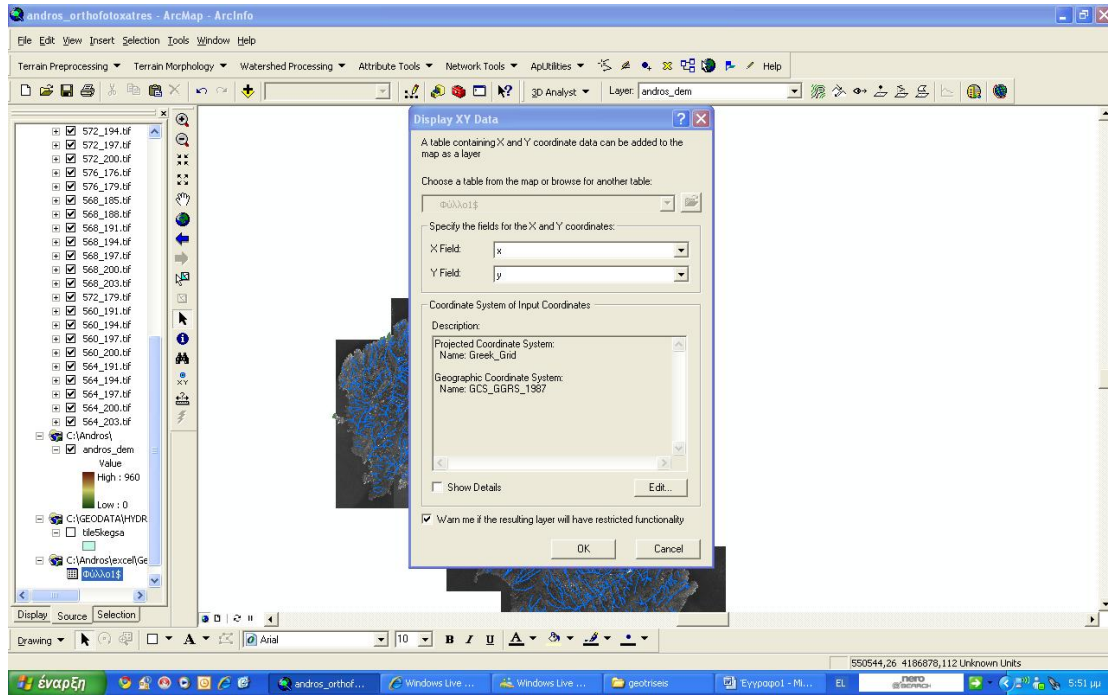 andros_orthofotoxatres - ArcMap - ArcInfo
File Edit View Insert Selection Tools Window Help
Terrain Preprocessing Terrain Morphology Watershed Processing Attribute Tools Network Tools ApUtilities Help
3D Analyst Layer: andros_dem
572_194.tif
572_197.tif
572_200.tif
576_176.tif
576_179.tif
568_185.tif
568_188.tif
568_191.tif
568_194.tif
568_197.tif
568_200.tif
568_203.tif
572_179.tif
560_191.tif
560_194.tif
560_197.tif
560_200.tif
564_191.tif
564_194.tif
564_197.tif
564_200.tif
564_203.tif
C:\Andros\
andros_dem
Value
High : 960
Low : 0
C:\GEODATA\HYDR
tile5kegsa
C:\Andros\excel\Ge
Φύλλο1$
Display Source Selection
Display XY Data
A table containing X and Y coordinate data can be added to the
map as a layer
Choose a table from the map or browse for another table:
Φύλλο1$
Specify the fields for the X and Y coordinates:
X Field: x
Y Field: y
Coordinate System of Input Coordinates
Description:
Projected Coordinate System:
Name: Greek_Grid
Geographic Coordinate System:
Name: GCS_GGRS_1987
Show Details Edit...
Warn me if the resulting layer will have restricted functionality
OK Cancel
Drawing A Arial 10 B I U A
550544,26 4186878,112 Unknown Units
έναρξη andros_orthof... Windows Live ... Windows Live ... geotriseis Έγγραφο1 - Mi... EL nero SEARCH 5:51 μμ